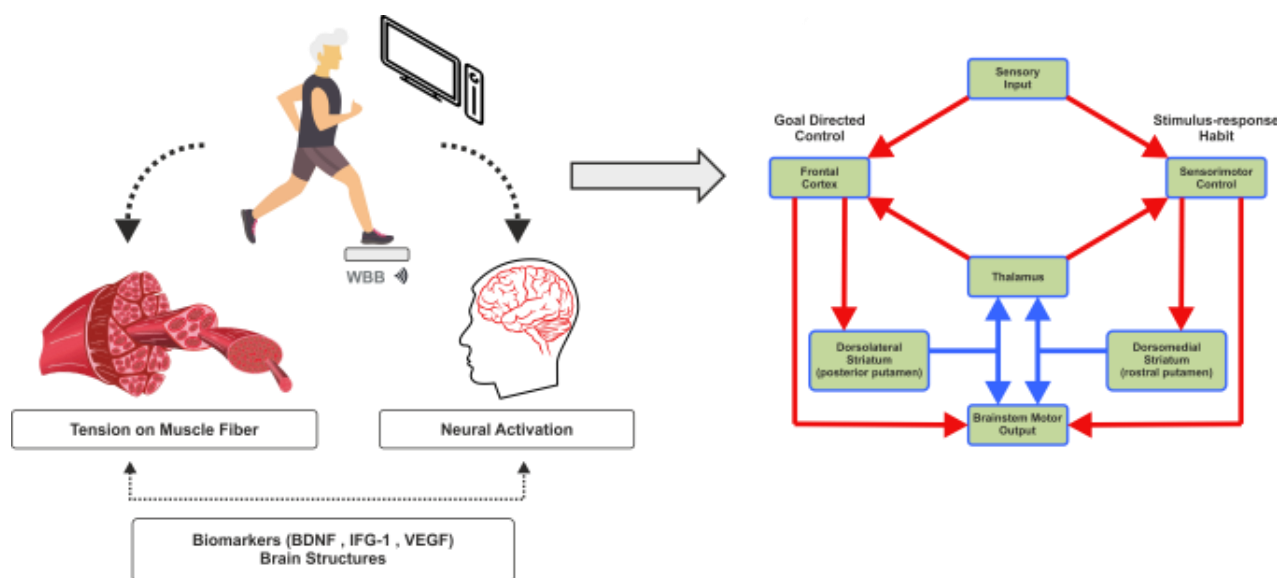 WBB
Tension on Muscle Fiber
Neural Activation
Biomarkers (BDNF , IFG-1 , VEGF)
Brain Structures
Sensory
Input
Goal Directed
Control
Stimulus-response
Habit
Frontal
Cortex
Sensorimotor
Control
Thalamus
Dorsolateral
Striatum
(posterior putamen)
Dorsomedial
Striatum
(rostral putamen)
Brainstem Motor
Output